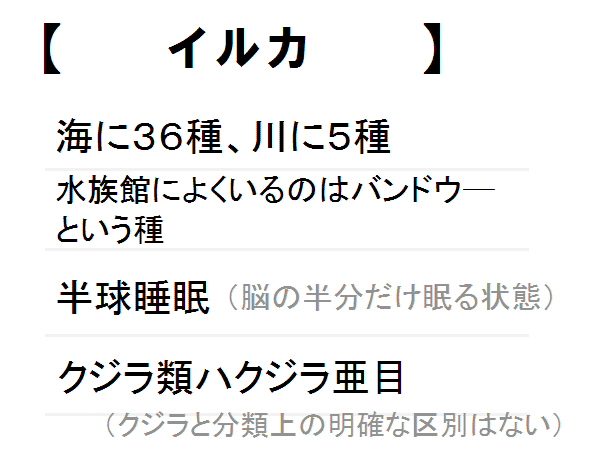 【　イルカ　】
海に３６種、川に５種
水族館によくいるのはバンドウ―
という種
半球睡眠（脳の半分だけ眠る状態）
クジラ類ハクジラ亜目
（クジラと分類上の明確な区別はない）